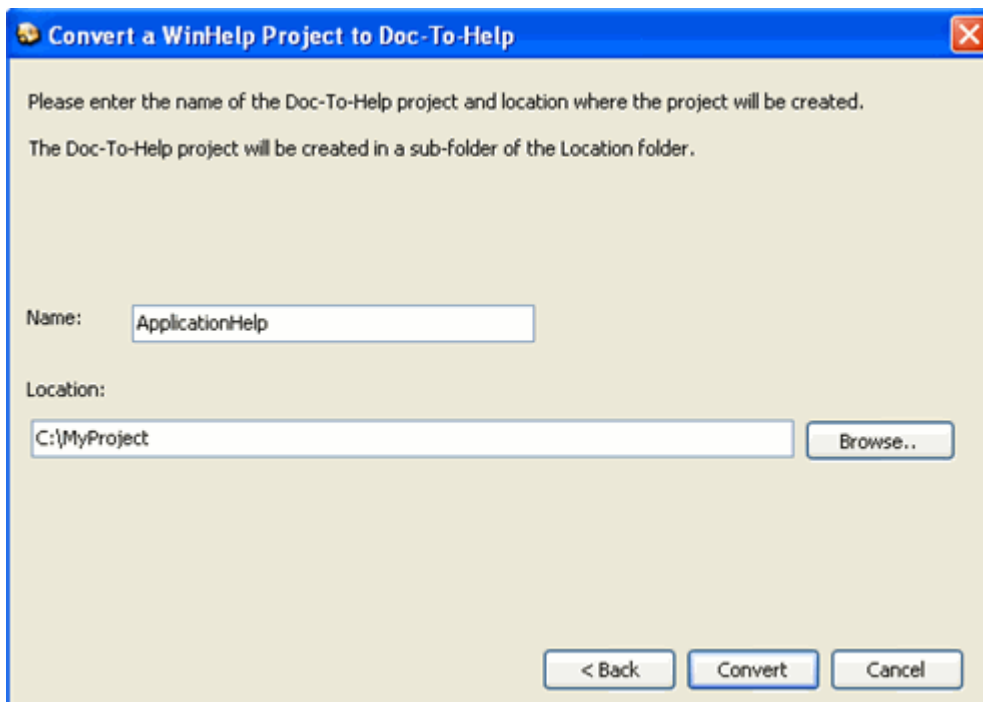 Convert a WinHelp Project to Doc-To-Help
Please enter the name of the Doc-To-Help project and location where the project will be created.
The Doc-To-Help project will be created in a sub-folder of the Location folder.
Name:
ApplicationHelp
Location:
C:\MyProject
Browse..
< Back
Convert
Cancel